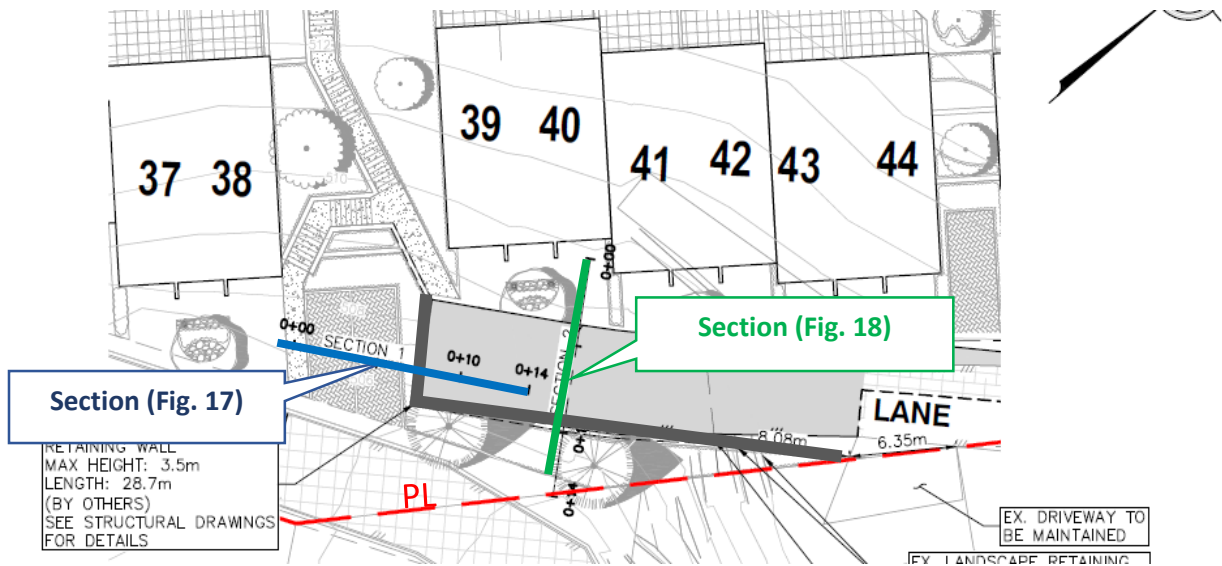 512
510
37 38
39 40
41 42
43 44
0+00
0+00
SECTION 1
0+10
0+14
SECTION 2
Section (Fig. 18)
Section (Fig. 17)
LANE
8.08m
6.35m
0+14
PL
RETAINING WALL
MAX HEIGHT: 3.5m
LENGTH: 28.7m
(BY OTHERS)
SEE STRUCTURAL DRAWINGS
FOR DETAILS
EX. DRIVEWAY TO
BE MAINTAINED
EX. LANDSCAPE RETAINING